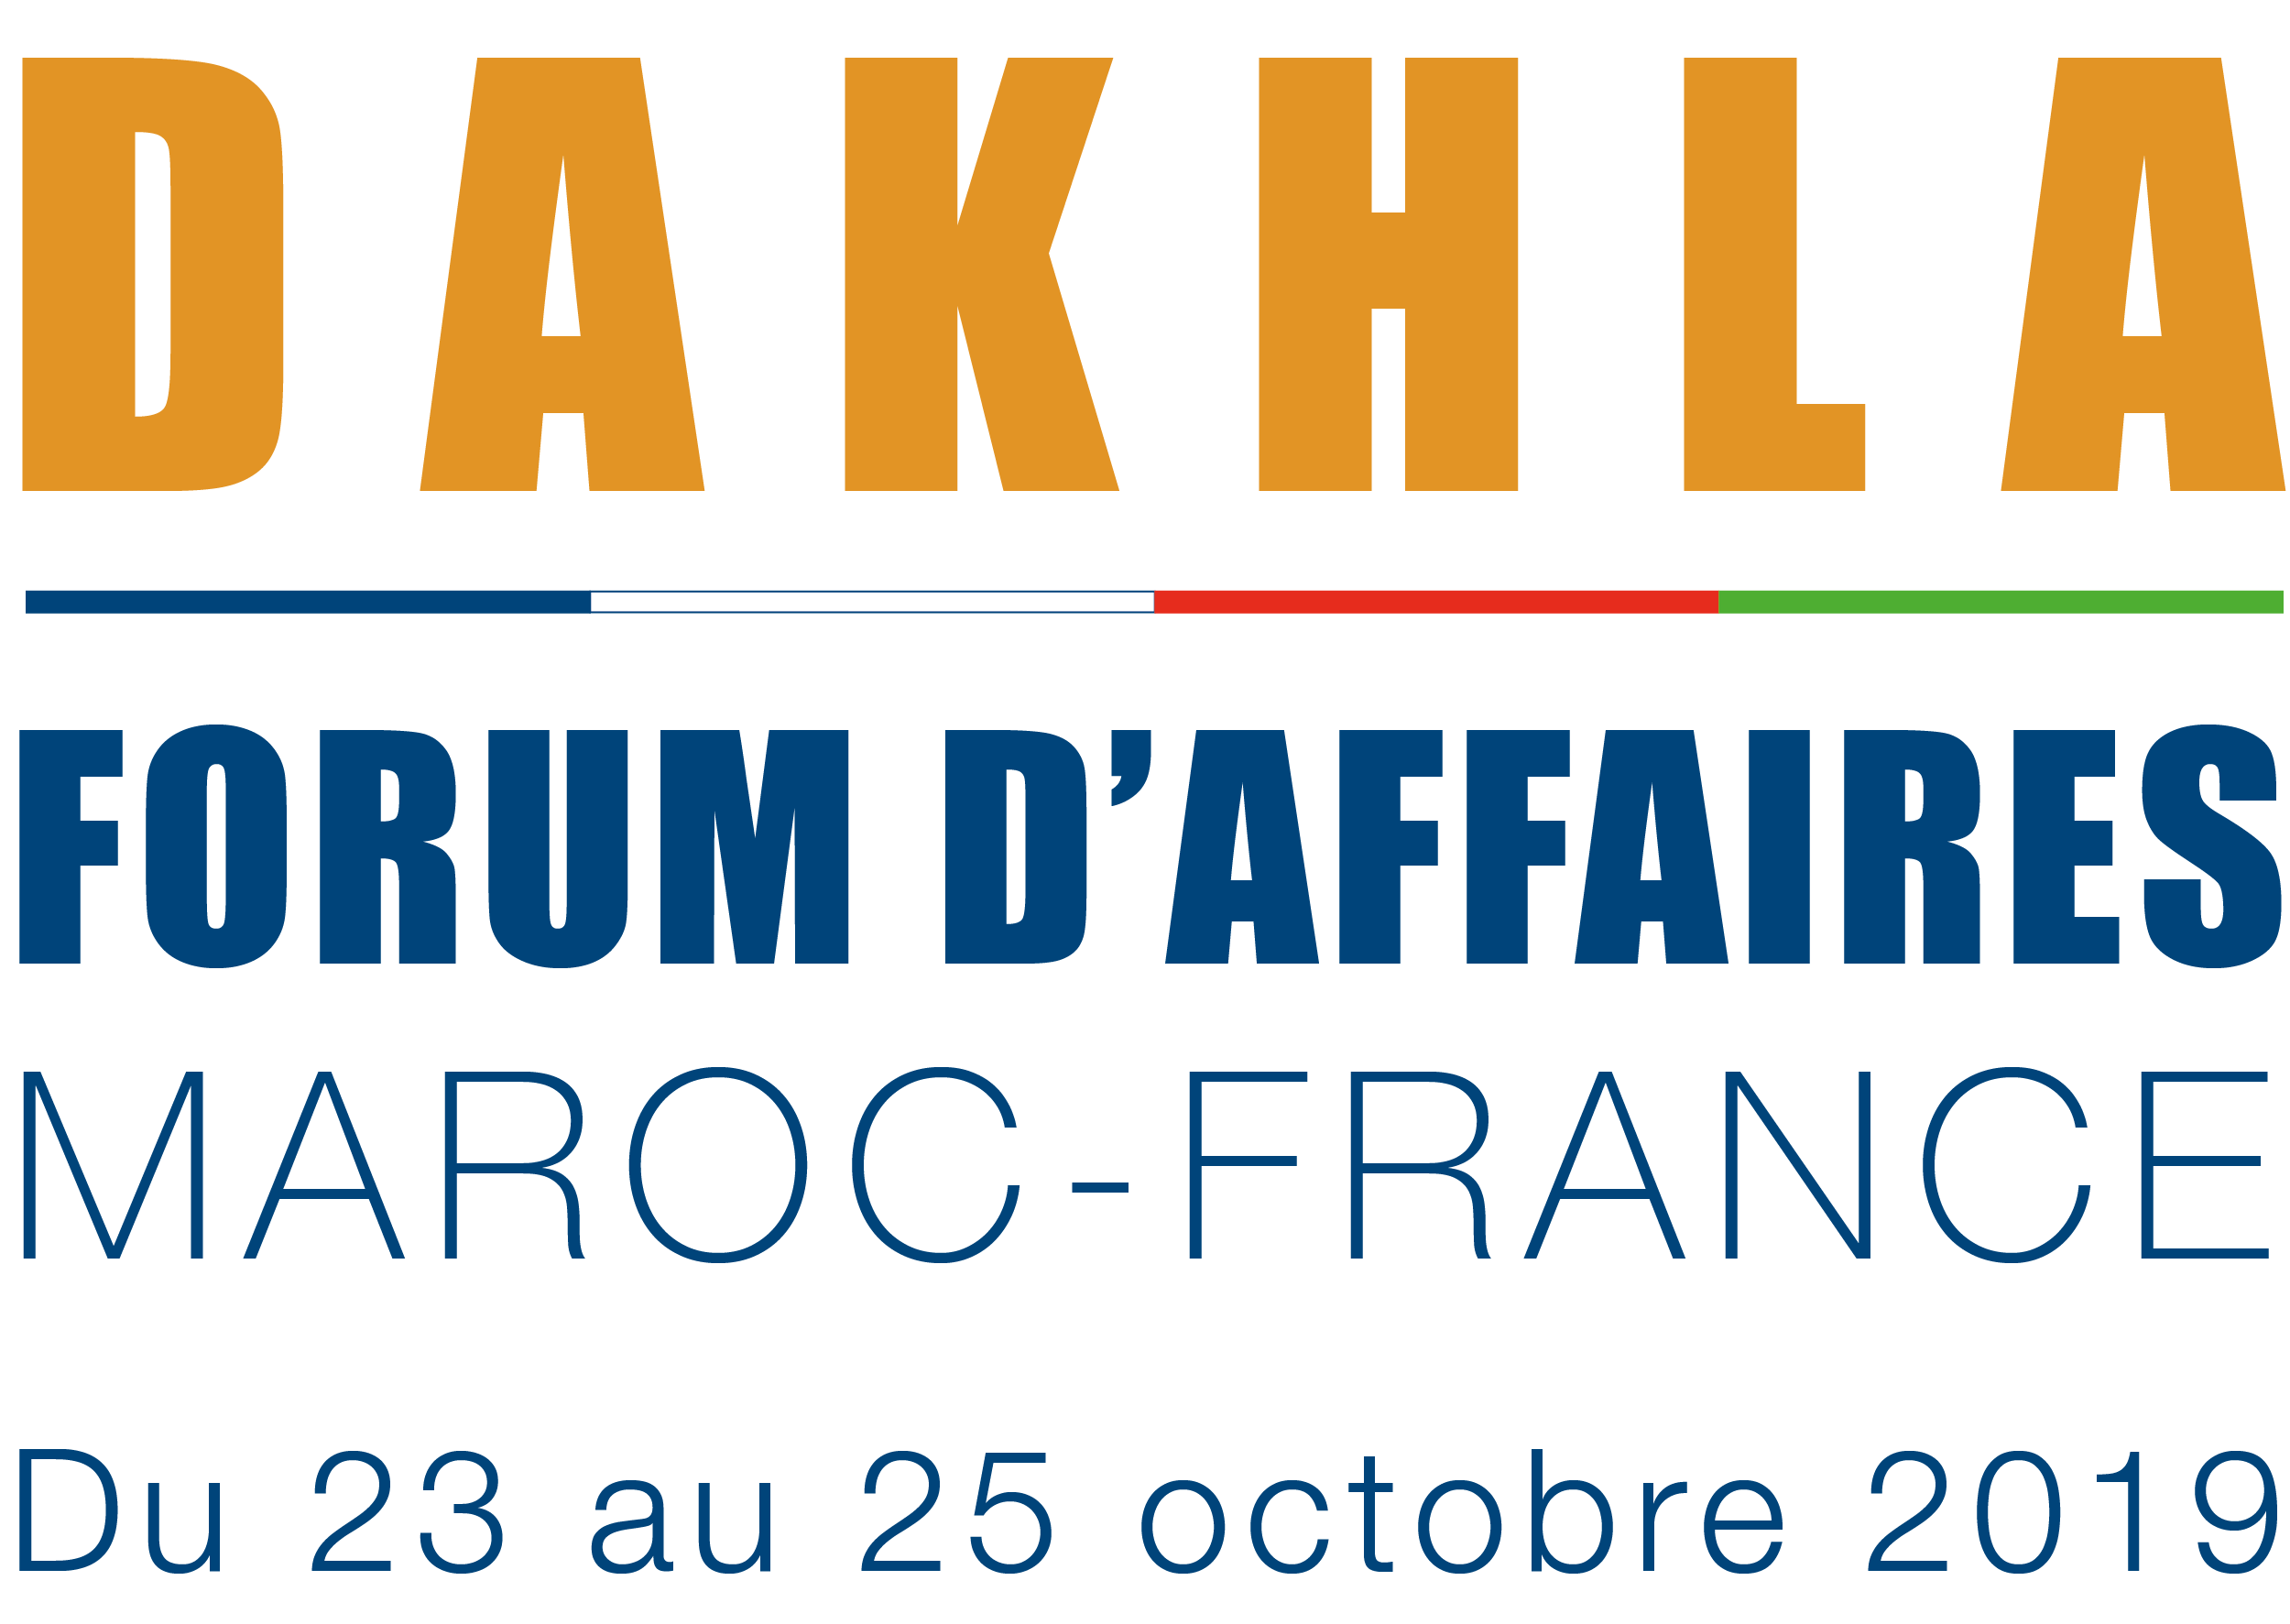 DAKHLA
FORUM D’AFFAIRES
MAROC-FRANCE
Du 23 au 25 octobre 2019